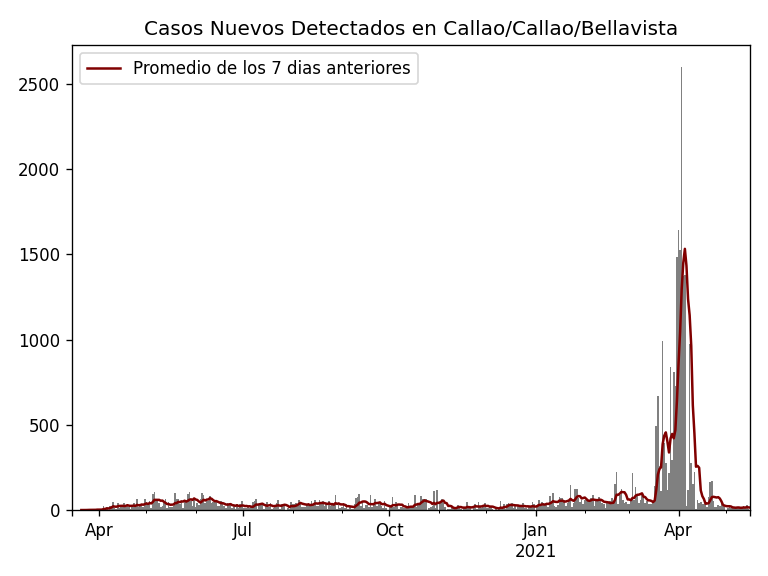 Casos Nuevos Detectados en Callao/Callao/Bellavista
Promedio de los 7 dias anteriores
2500
2000
1500
1000
500
0
Apr Jul Oct Jan Apr
2021